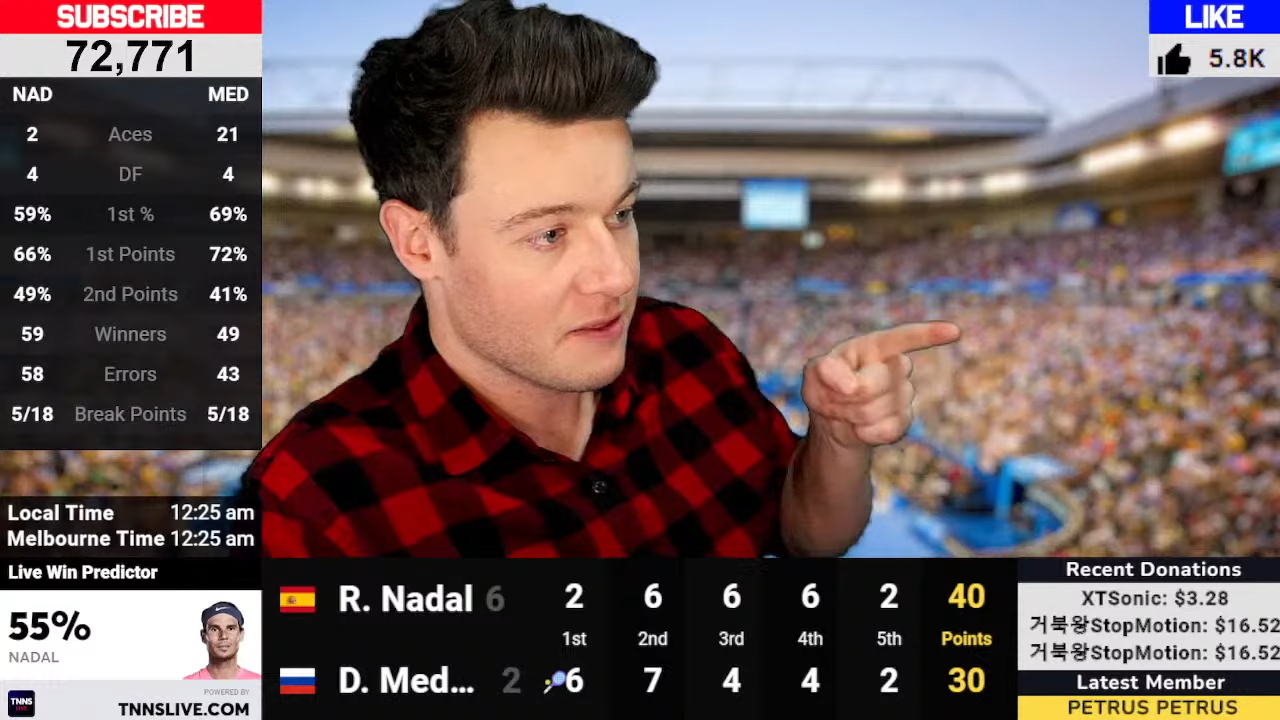 SUBSCRIBE
72,771
NAD MED
2 Aces 21
4 DF 4
59% 1st % 69%
66% 1st Points 72%
49% 2nd Points 41%
59 Winners 49
58 Errors 43
5/18 Break Points 5/18
Local Time 12:25 am
Melbourne Time 12:25 am
Live Win Predictor
55%
NADAL
POWERED BY
TNNS
LIVE
TNNSLIVE.COM
LIKE
5.8K
R. Nadal 6 2 6 6 6 2 40
1st 2nd 3rd 4th 5th Points
D. Med... 2 6 7 4 4 2 30
Recent Donations
XTSonic: $3.28
거북왕StopMotion: $16.52
거북왕StopMotion: $16.52
Latest Member
PETRUS PETRUS